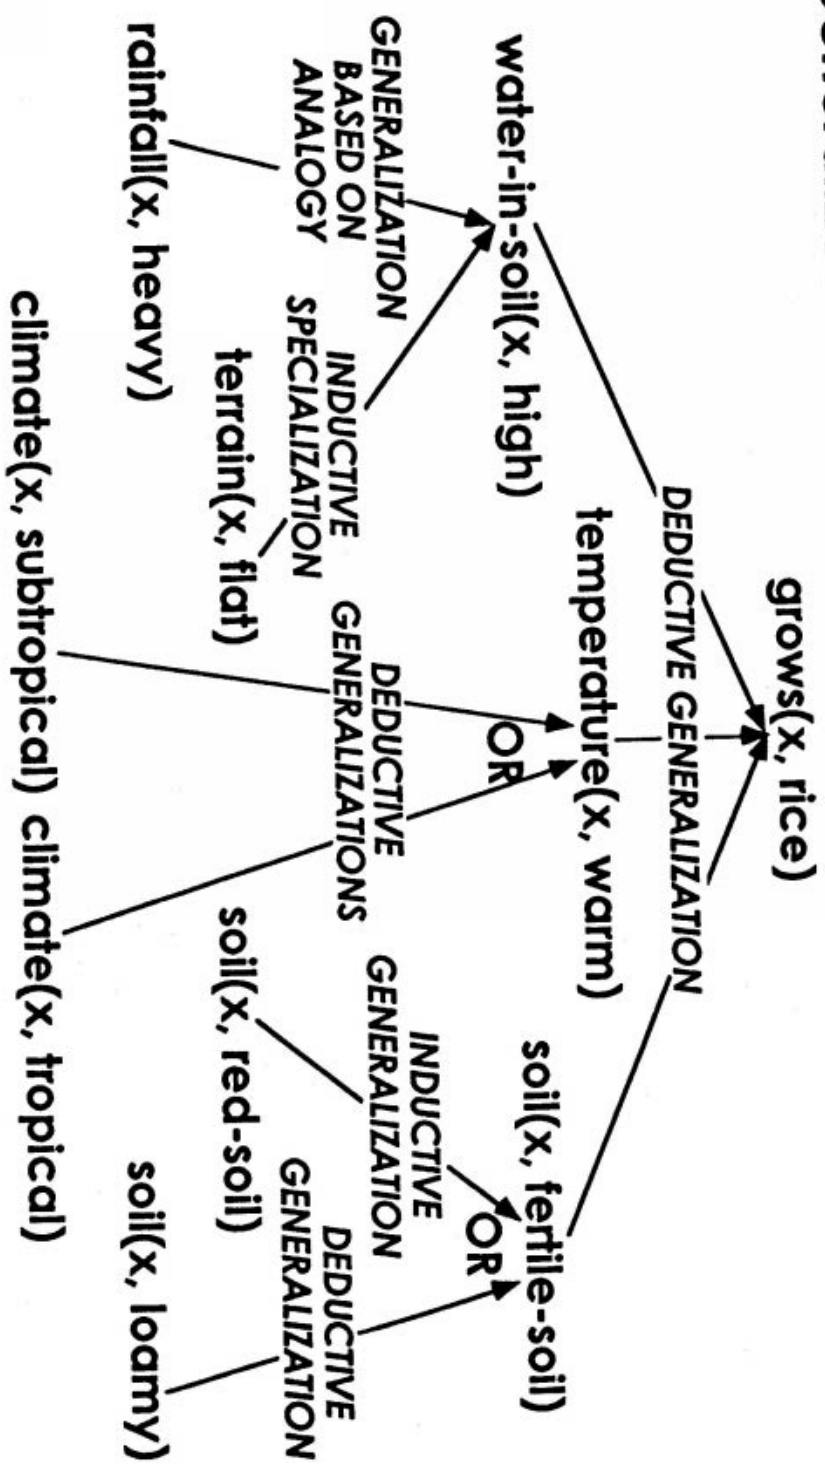 grows(x, rice)
DEDUCTIVE GENERALIZATION
water-in-soil(x, high)
temperature(x, warm)
soil(x, fertile-soil)
OR
OR
GENERALIZATION
BASED ON
ANALOGY
INDUCTIVE
SPECIALIZATION
DEDUCTIVE
GENERALIZATIONS
INDUCTIVE
GENERALIZATION
DEDUCTIVE
GENERALIZATION
rainfall(x, heavy)
terrain(x, flat)
soil(x, red-soil)
soil(x, loamy)
climate(x, subtropical) climate(x, tropical)